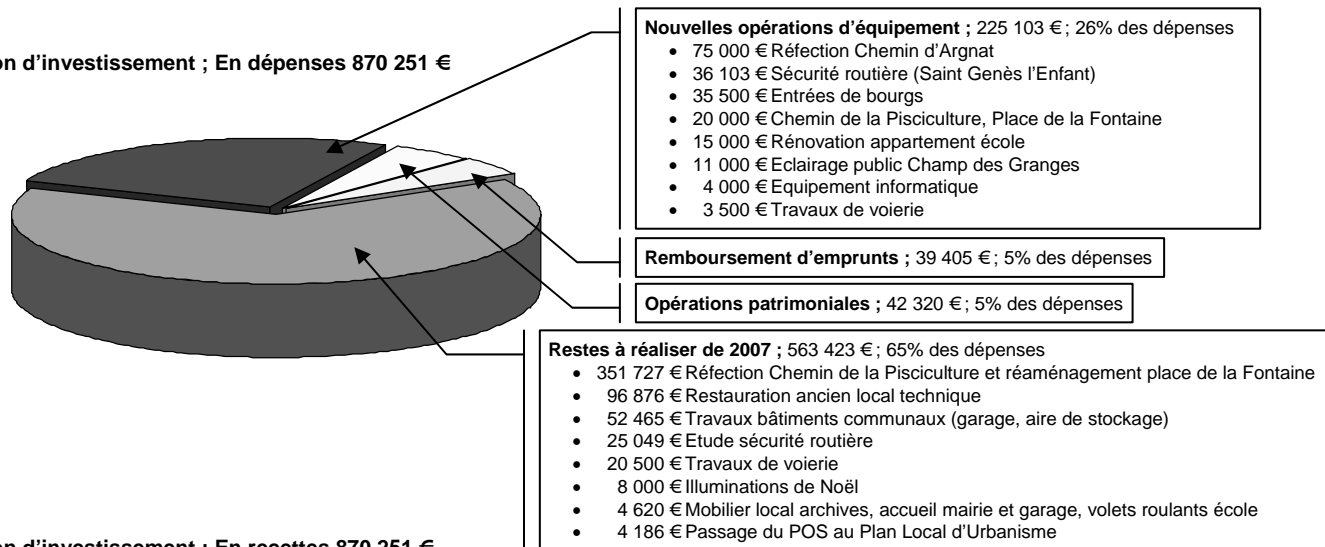 Nouvelles opérations d'équipement ; 225 103 € ; 26% des dépenses
• 75 000 € Réfection Chemin d'Argnat
• 36 103 € Sécurité routière (Saint Genès l'Enfant)
• 35 500 € Entrées de bourgs
• 20 000 € Chemin de la Pisciculture, Place de la Fontaine
• 15 000 € Rénovation appartement école
• 11 000 € Eclairage public Champ des Granges
• 4 000 € Equipement informatique
• 3 500 € Travaux de voierie
on d'investissement ; En dépenses 870 251 €
Remboursement d'emprunts ; 39 405 € ; 5% des dépenses
Opérations patrimoniales ; 42 320 € ; 5% des dépenses
Restes à réaliser de 2007 ; 563 423 € ; 65% des dépenses
• 351 727 € Réfection Chemin de la Pisciculture et réaménagement place de la Fontaine
• 96 876 € Restauration ancien local technique
• 52 465 € Travaux bâtiments communaux (garage, aire de stockage)
• 25 049 € Etude sécurité routière
• 20 500 € Travaux de voierie
• 8 000 € Illuminations de Noël
• 4 620 € Mobilier local archives, accueil mairie et garage, volets roulants école
• 4 186 € Passage du POS au Plan Local d'Urbanisme
on d'investissement ; En recettes 870 251 €